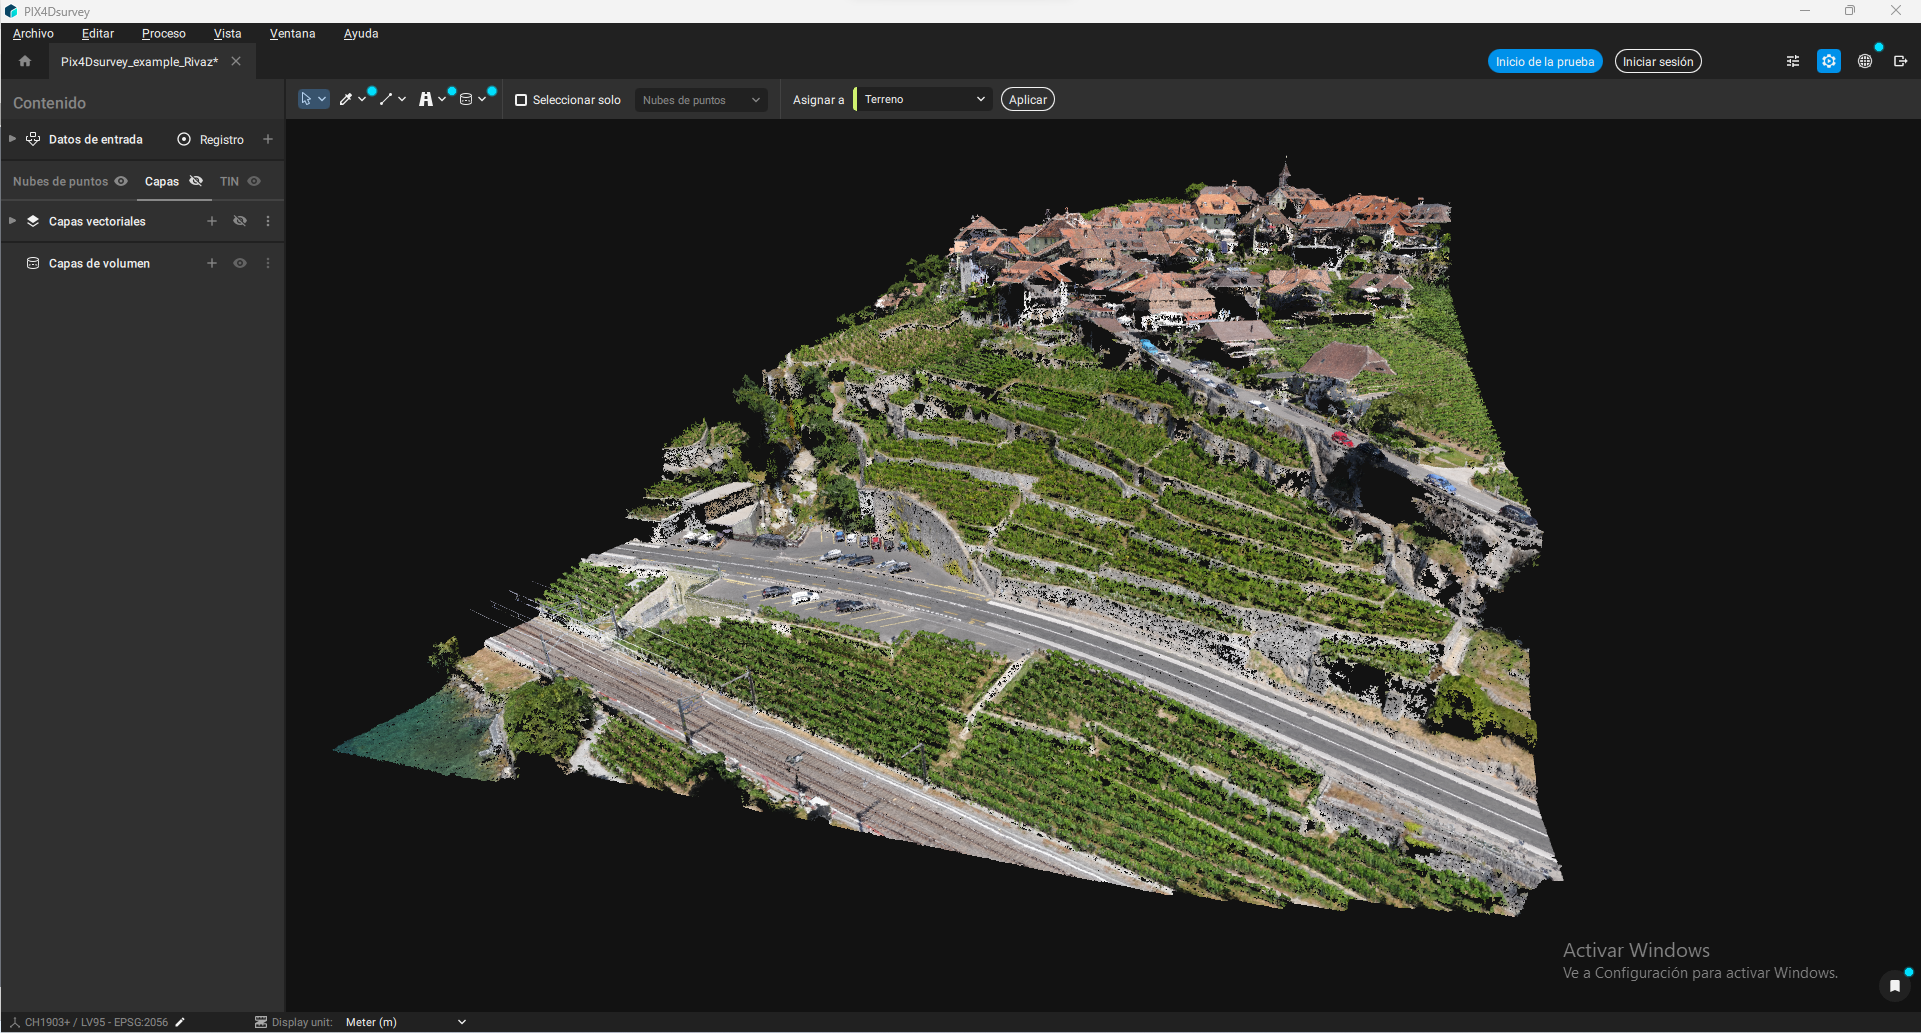 PIX4Dsurvey
Archivo Editar Proceso Vista Ventana Ayuda
Pix4Dsurvey_example_Rivaz*
Inicio de la prueba Iniciar sesión
Contenido
Seleccionar solo Nubes de puntos Asignar a Terreno Aplicar
Datos de entrada Registro
Nubes de puntos Capas TIN
Capas vectoriales
Capas de volumen
Activar Windows
Ve a Configuración para activar Windows.
CH1903+ / LV95 - EPSG:2056 Display unit: Meter (m)